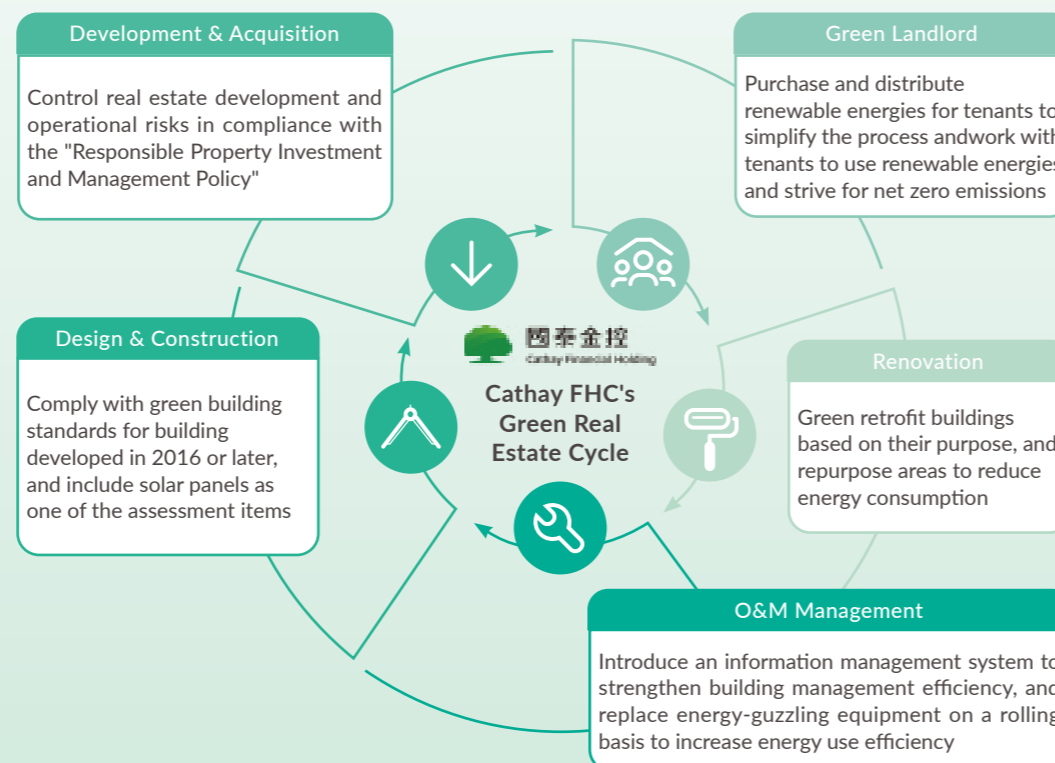 Development & Acquisition
Control real estate development and
operational risks in compliance with
the "Responsible Property Investment
and Management Policy"
Green Landlord
Purchase and distribute
renewable energies for tenants to
simplify the process andwork with
tenants to use renewable energies
and strive for net zero emissions
Design & Construction
Comply with green building
standards for building
developed in 2016 or later,
and include solar panels as
one of the assessment items
國泰金控
Cathay Financial Holding
Cathay FHC's
Green Real
Estate Cycle
Renovation
Green retrofit buildings
based on their purpose, and
repurpose areas to reduce
energy consumption
O&M Management
Introduce an information management system to
strengthen building management efficiency, and
replace energy-guzzling equipment on a rolling
basis to increase energy use efficiency